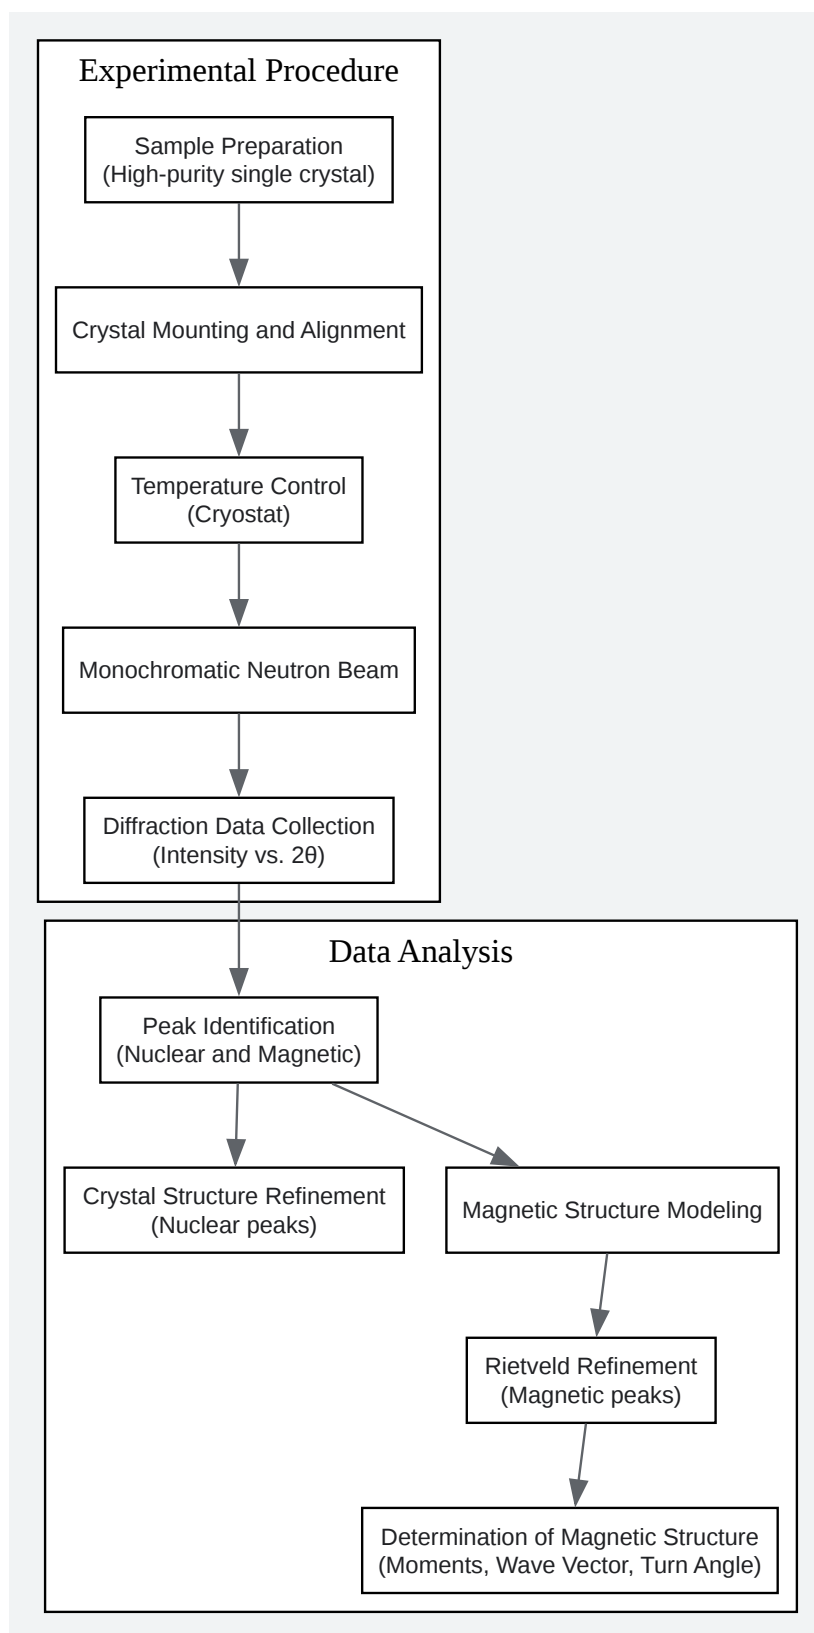 Experimental Procedure
Sample Preparation
(High-purity single crystal)
Crystal Mounting and Alignment
Temperature Control
(Cryostat)
Monochromatic Neutron Beam
Diffraction Data Collection
(Intensity vs. 2θ)
Data Analysis
Peak Identification
(Nuclear and Magnetic)
Crystal Structure Refinement
(Nuclear peaks)
Magnetic Structure Modeling
Rietveld Refinement
(Magnetic peaks)
Determination of Magnetic Structure
(Moments, Wave Vector, Turn Angle)